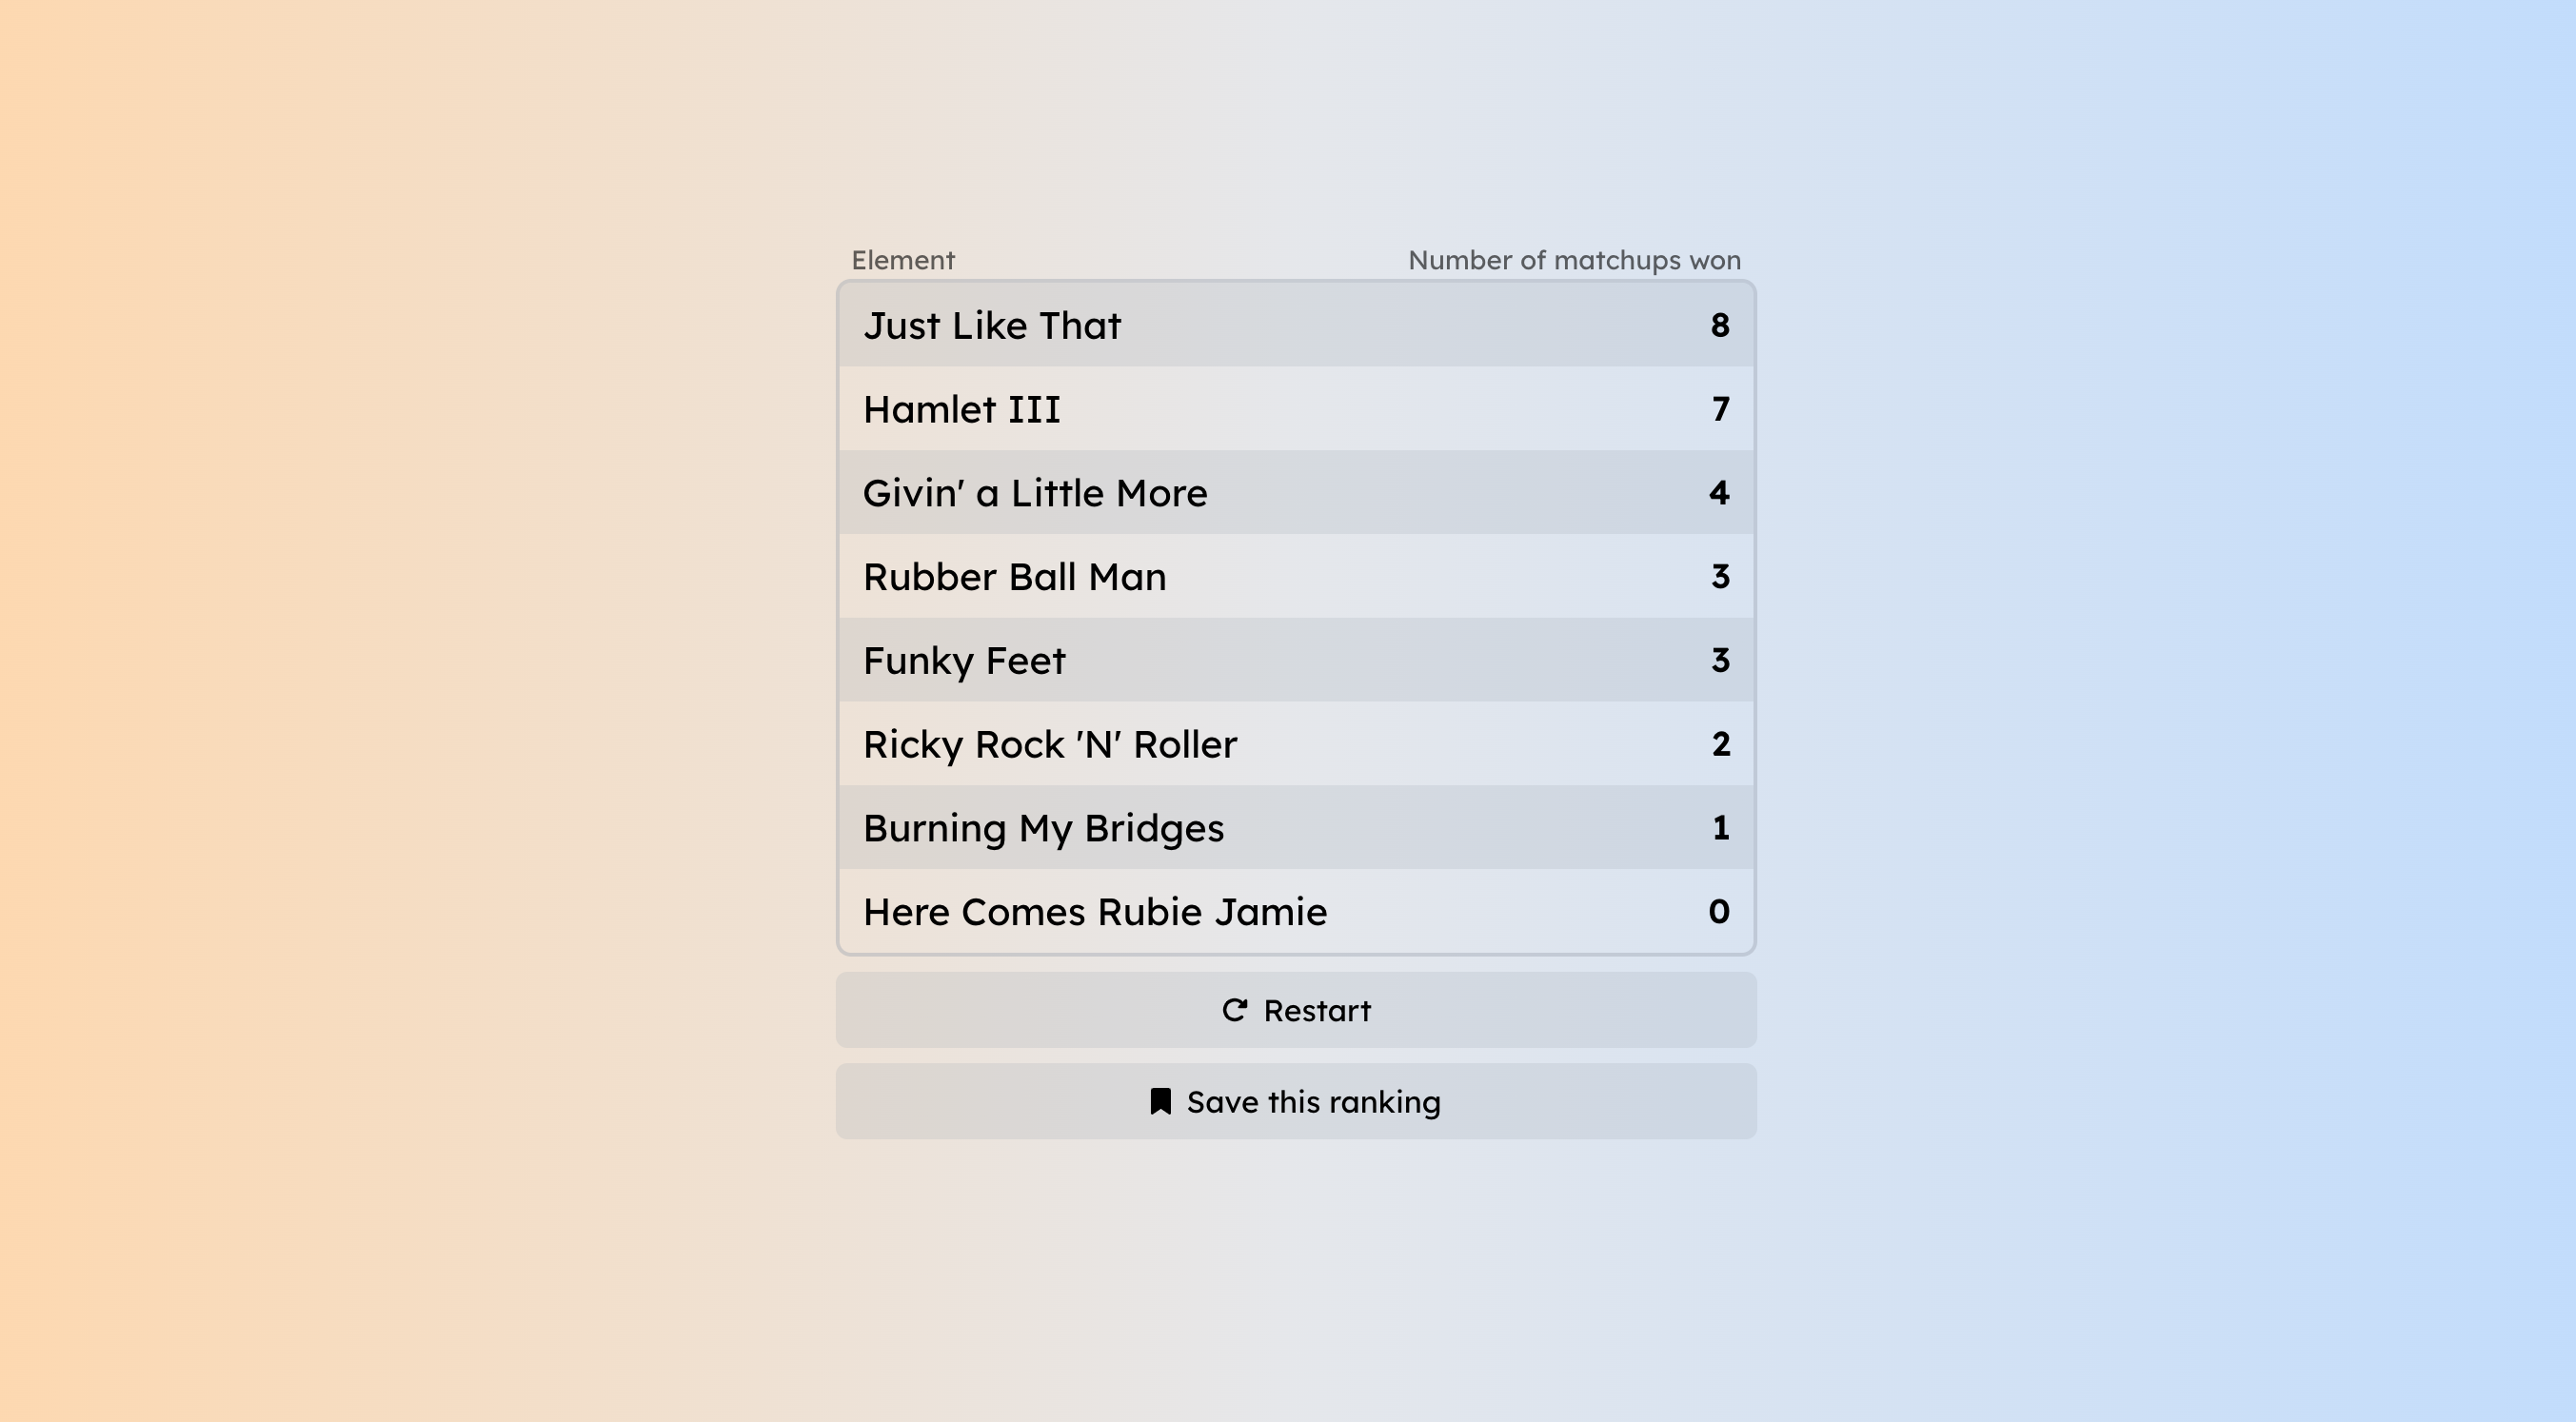 Element Number of matchups won
Just Like That 8
Hamlet III 7
Givin' a Little More 4
Rubber Ball Man 3
Funky Feet 3
Ricky Rock 'N' Roller 2
Burning My Bridges 1
Here Comes Rubie Jamie 0
Restart
Save this ranking